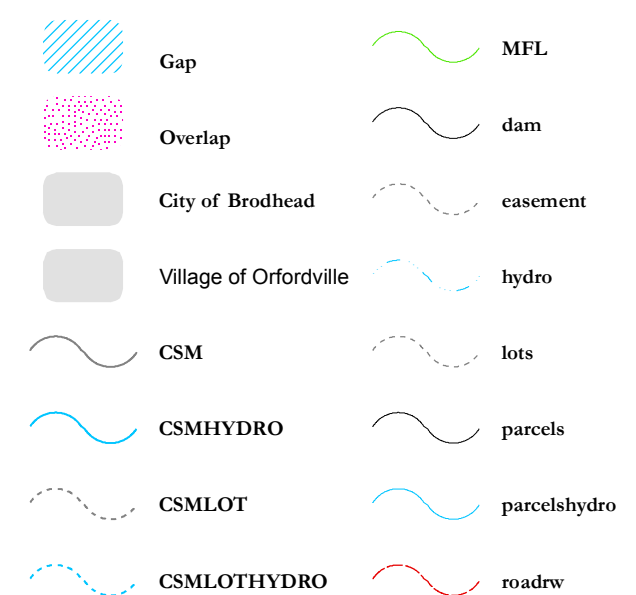 Gap
Overlap
City of Brodhead
Village of Orfordville
CSM
CSMHYDRO
CSMLOT
CSMLOTHYDRO
MFL
dam
easement
hydro
lots
parcels
parcelshydro
roadrw